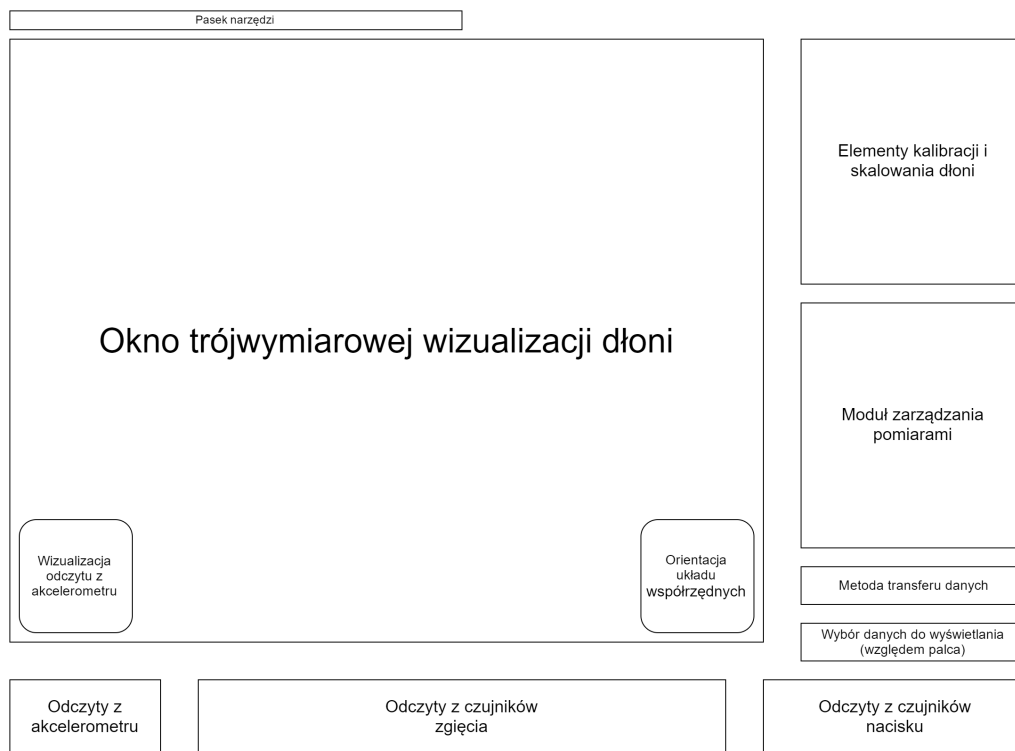 Pasek narzędzi
Elementy kalibracji i
skalowania dłoni
Okno trójwymiarowej wizualizacji dłoni
Moduł zarządzania
pomiarami
Wizualizacja
odczytu z
akcelerometru
Orientacja
układu
współrzędnych
Metoda transferu danych
Wybór danych do wyświetlania
(względem palca)
Odczyty z
akcelerometru
Odczyty z czujników
zgięcia
Odczyty z czujników
nacisku